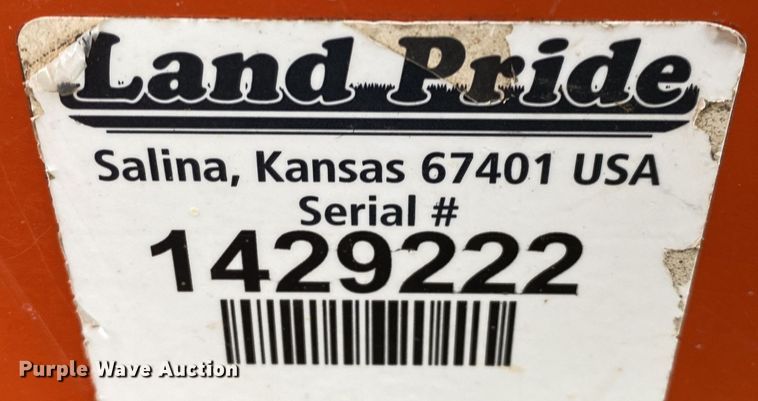 Land Pride
Salina, Kansas 67401 USA
Serial #
1429222
Purple Wave Auction